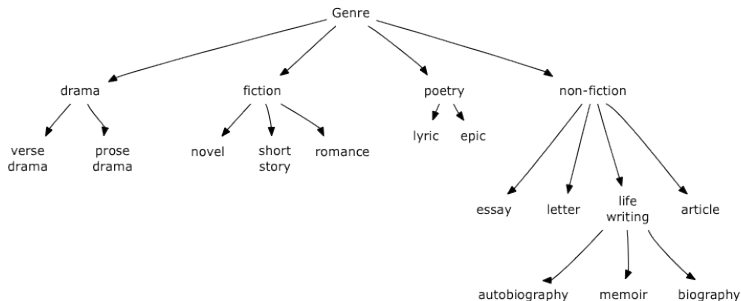 Genre
drama
fiction
poetry
non-fiction
verse
drama
prose
drama
novel
short
story
romance
lyric
epic
essay
letter
life
writing
article
autobiography
memoir
biography